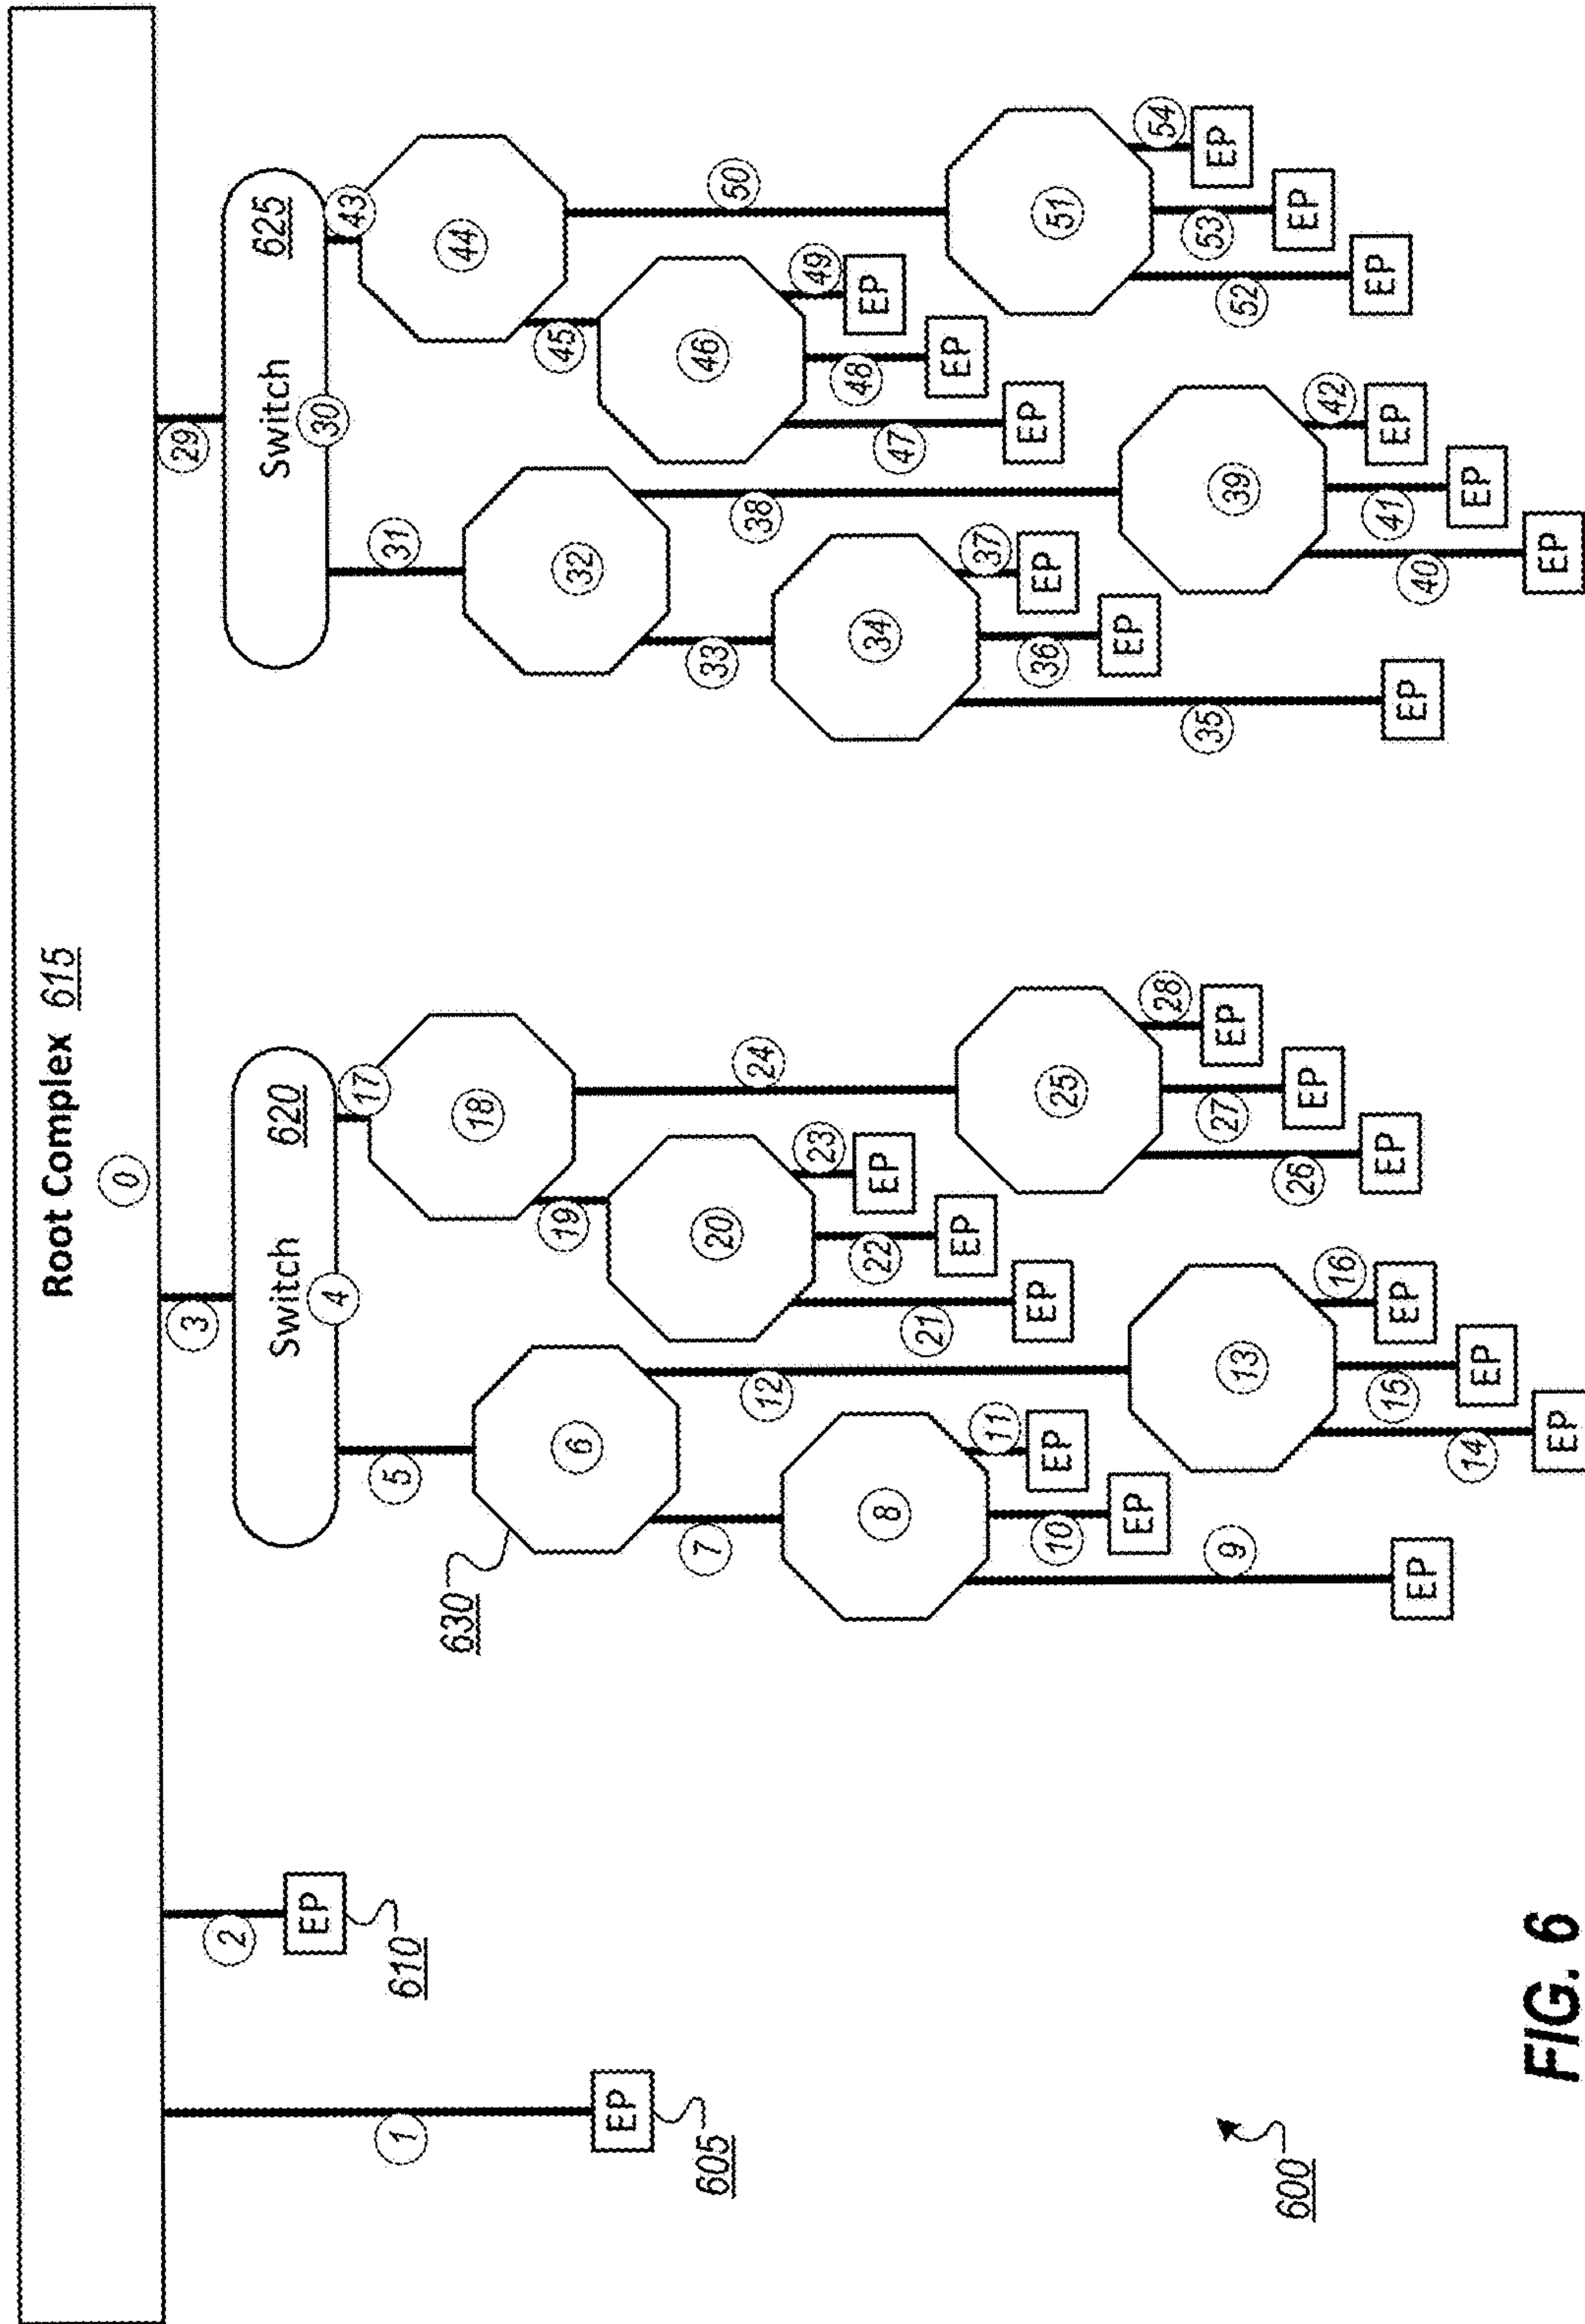 Root Complex 615
0
1
2
3
29
Switch 620
4
Switch 625
30
EP
610
EP
605
5
17
6
18
630
7
12
19
24
8
20
9
10
11
21
22
23
EP
EP
EP
EP
EP
EP
13
25
14
15
16
26
27
28
EP
EP
EP
EP
EP
EP
31
43
32
44
33
38
45
50
34
46
35
36
37
47
48
49
EP
EP
EP
EP
EP
EP
39
51
40
41
42
52
53
54
EP
EP
EP
EP
EP
EP
600
FIG. 6